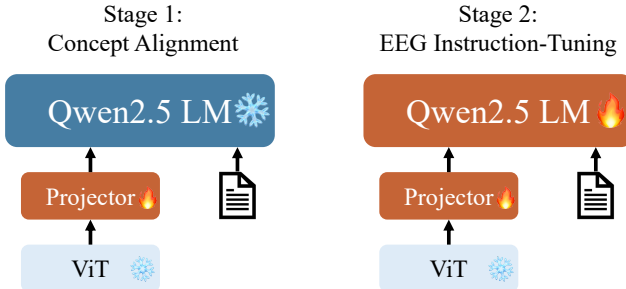 Stage 1:
Concept Alignment
Qwen2.5 LM
Projector
ViT
Stage 2:
EEG Instruction-Tuning
Qwen2.5 LM
Projector
ViT